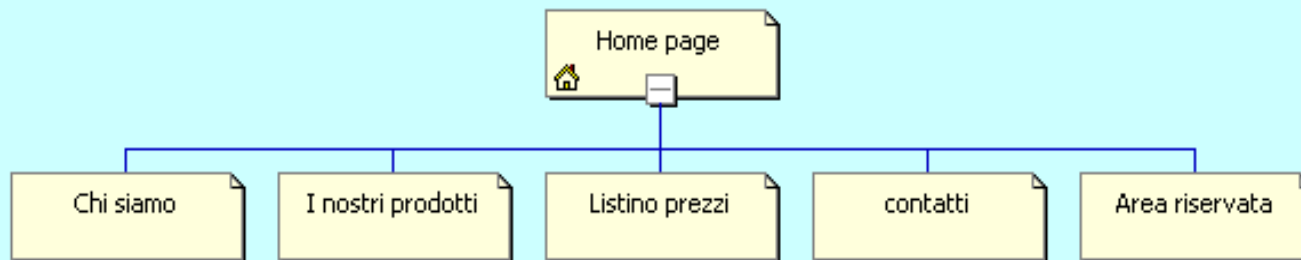 Home page
Chi siamo
I nostri prodotti
Listino prezzi
contatti
Area riservata